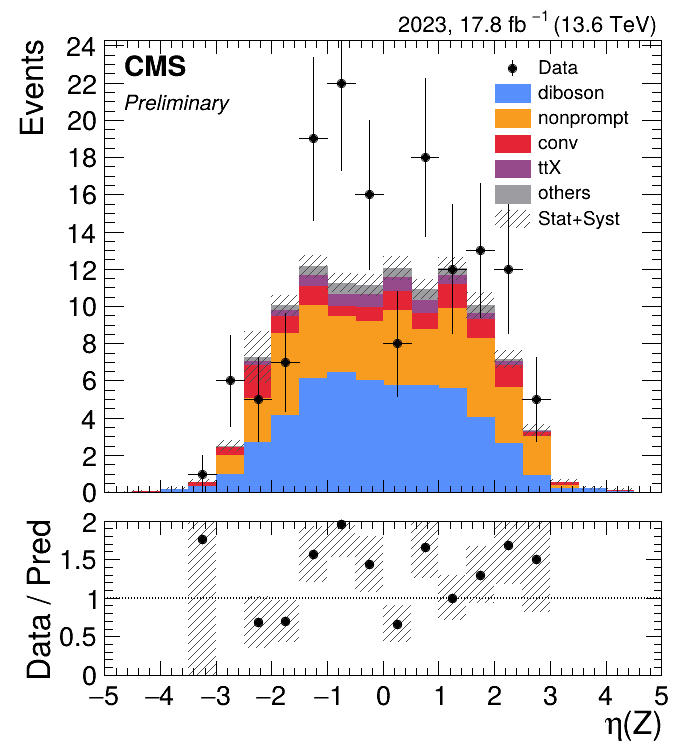 2023, 17.8 fb⁻¹ (13.6 TeV)
CMS
Preliminary
Events
24
22
20
18
16
14
12
10
8
6
4
2
0
Data
diboson
nonprompt
conv
ttX
others
Stat+Syst
Data / Pred
2
1.5
1
0.5
0
−5 −4 −3 −2 −1 0 1 2 3 4 5
η(Z)